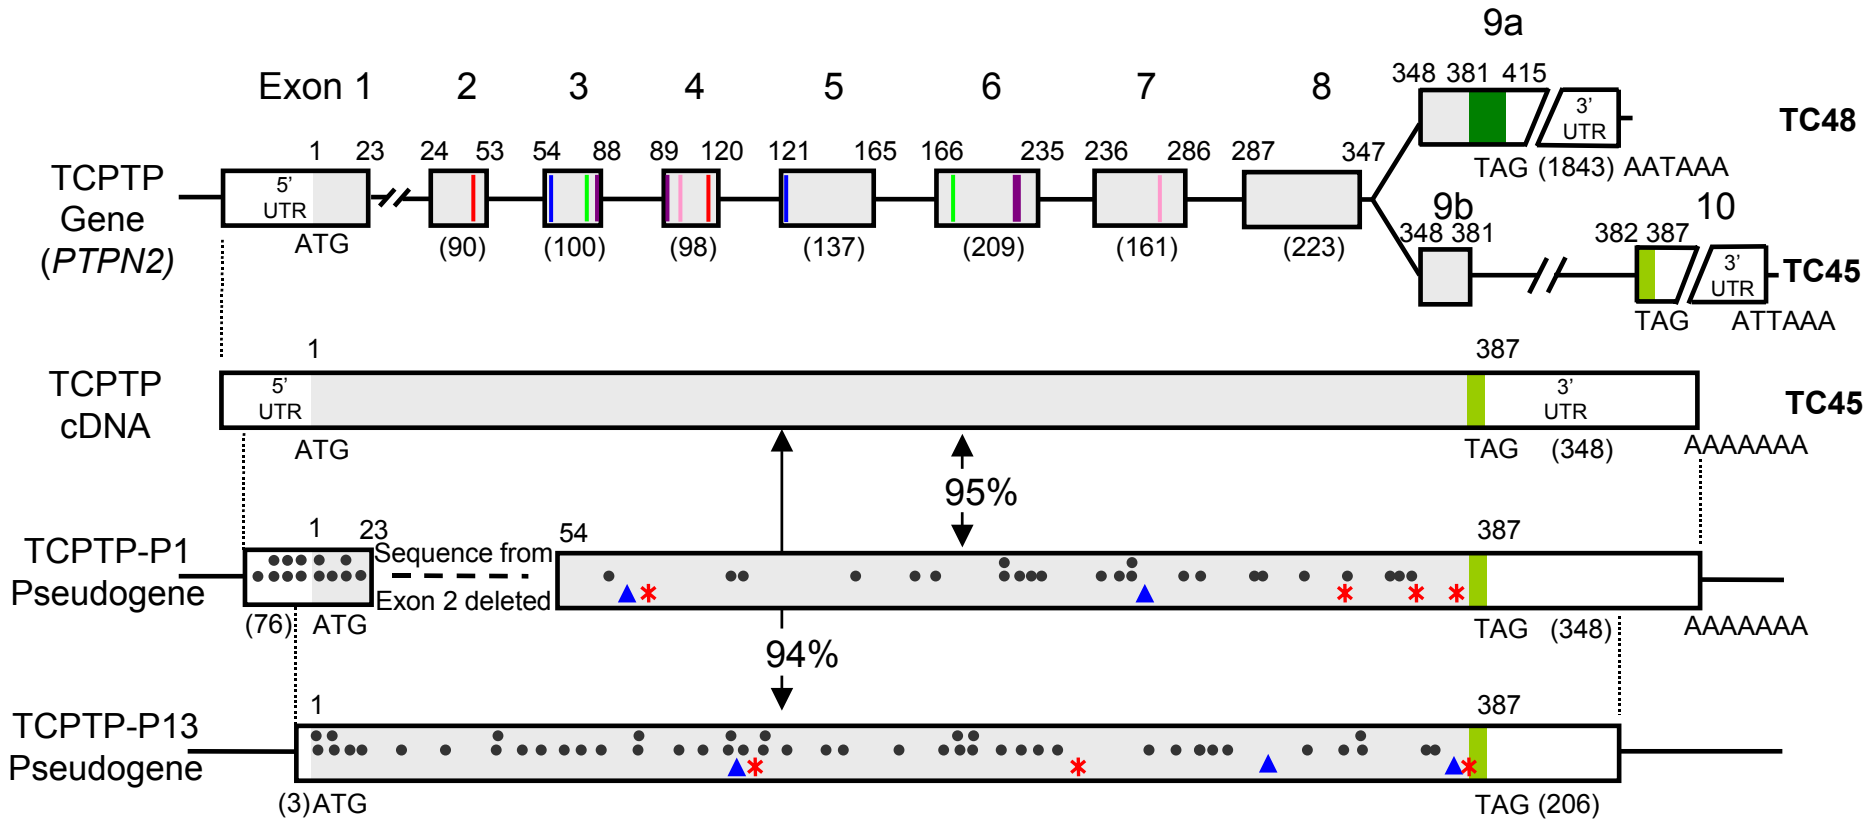 9a
Exon 1 2 3 4 5 6 7 8
348 381 415
1 23 24 53 54 88 89 120 121 165 166 235 236 286 287 347
TCPTP
Gene
(PTPN2)
5’
UTR
ATG
(90) (100) (98) (137) (209) (161) (223)
3’
UTR
TC48
TAG (1843) AATAAA
9b 10
348 381 382 387
3’
UTR
TC45
TAG ATTAAA
1 387
TCPTP
cDNA
5’
UTR
3’
UTR
TC45
ATG TAG (348) AAAAAAA
95%
1 23 54
TCPTP-P1
Pseudogene
Sequence from
Exon 2 deleted
(76) ATG TAG (348) AAAAAAA
94%
1 387
TCPTP-P13
Pseudogene
(3) ATG TAG (206)